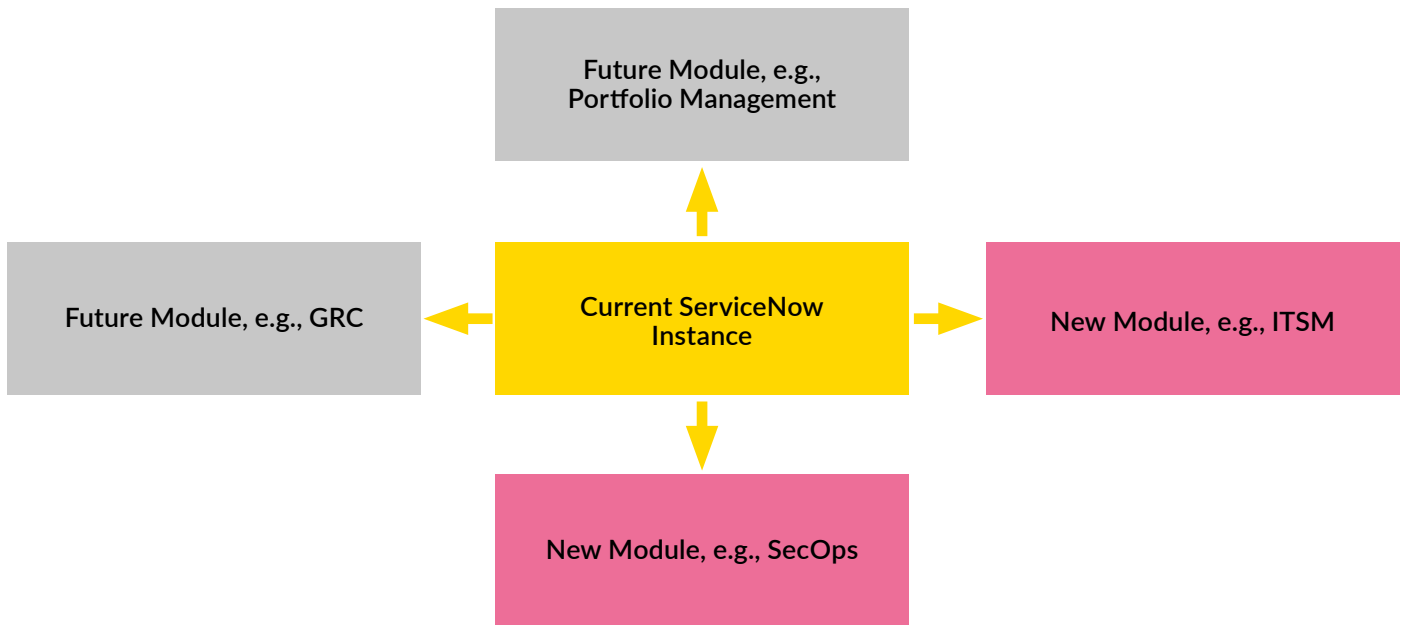 Future Module, e.g.,
Portfolio Management
Future Module, e.g., GRC
Current ServiceNow
Instance
New Module, e.g., ITSM
New Module, e.g., SecOps